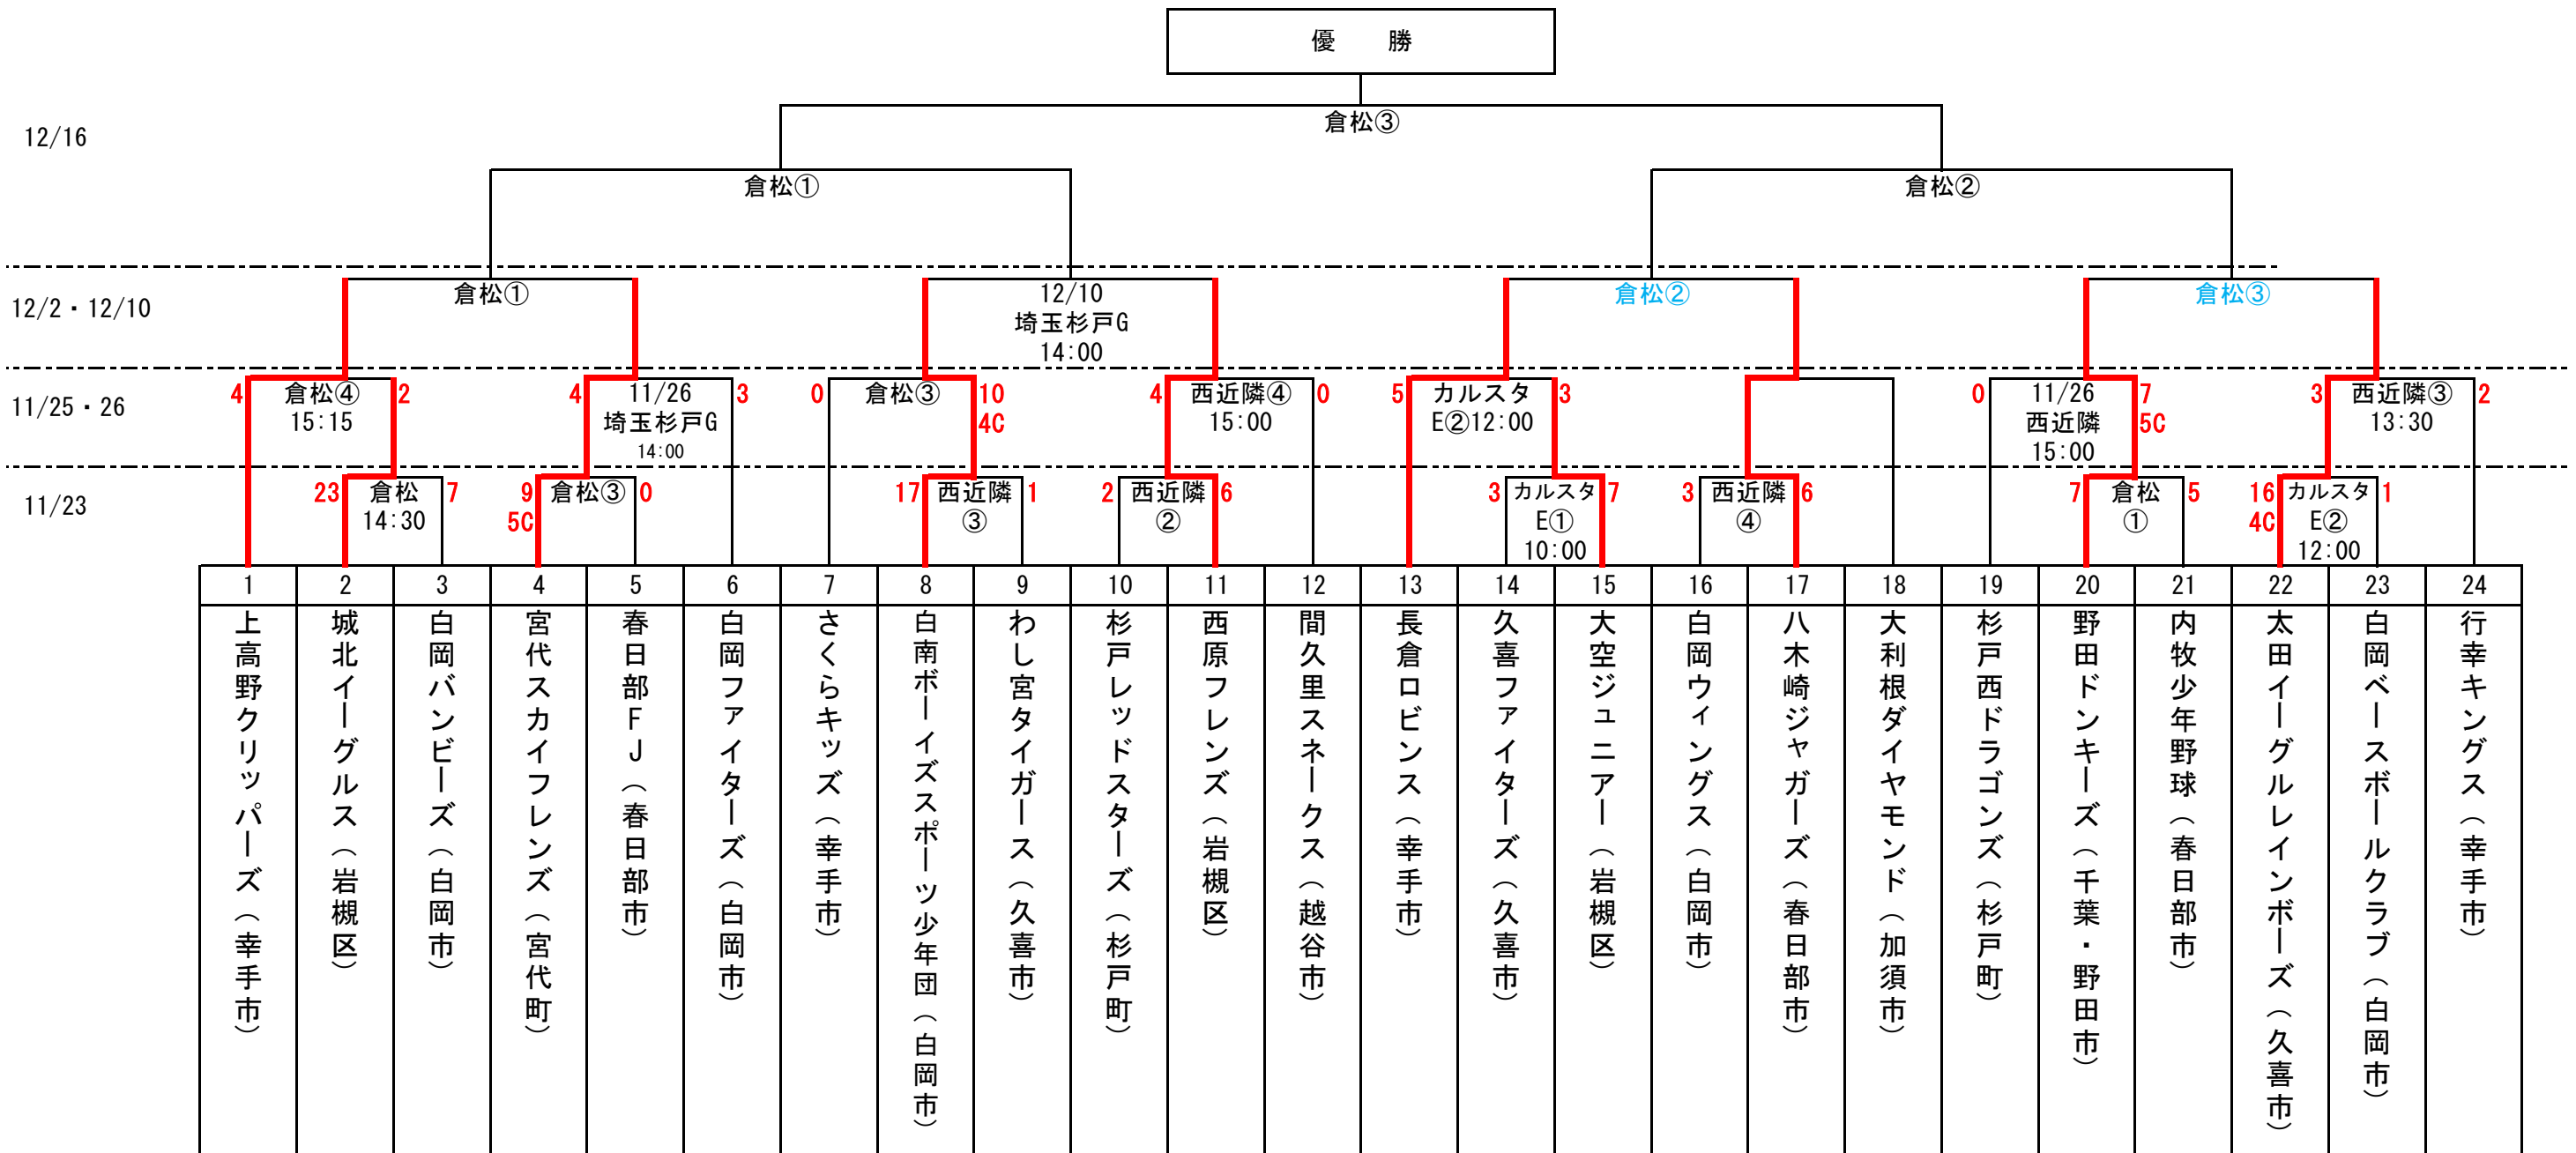 優　勝
12/16
倉松③
倉松①
倉松②
12/2・12/10
倉松①
12/10
埼玉杉戸G
14:00
倉松②
倉松③
11/25・26
4
倉松④
15:15
2
4
11/26
埼玉杉戸G
14:00
3
0
倉松③
10
4C
4
西近隣④
15:00
0
5
カルスタ
E②12:00
3
0
11/26
西近隣
15:00
7
5C
3
西近隣③
13:30
2
11/23
23
倉松
14:30
7
9
5C
倉松③
0
17
西近隣
③
1
2
西近隣
②
6
3
カルスタ
E①
10:00
7
3
西近隣
④
6
7
倉松
①
5
16
4C
カルスタ
E②
12:00
1
1 2 3 4 5 6 7 8 9 10 11 12 13 14 15 16 17 18 19 20 21 22 23 24
上高野クリッパーズ（幸手市）
城北イーグルス（岩槻区）
白岡バンビーズ（白岡市）
宮代スカイフレンズ（宮代町）
春日部FJ（春日部市）
白岡ファイターズ（白岡市）
さくらキッズ（幸手市）
白南ボーイズスポーツ少年団（白岡市）
わし宮タイガース（久喜市）
杉戸レッドスターズ（杉戸町）
西原フレンズ（岩槻区）
間久里スネークス（越谷市）
長倉ロビンス（幸手市）
久喜ファイターズ（久喜市）
大空ジュニアー（岩槻区）
白岡ウィングス（白岡市）
八木崎ジャガーズ（春日部市）
大利根ダイヤモンド（加須市）
杉戸西ドラゴンズ（杉戸町）
野田ドンキーズ（千葉・野田市）
内牧少年野球（春日部市）
太田イーグルレインボーズ（久喜市）
白岡ベースボールクラブ（白岡市）
行幸キングス（幸手市）